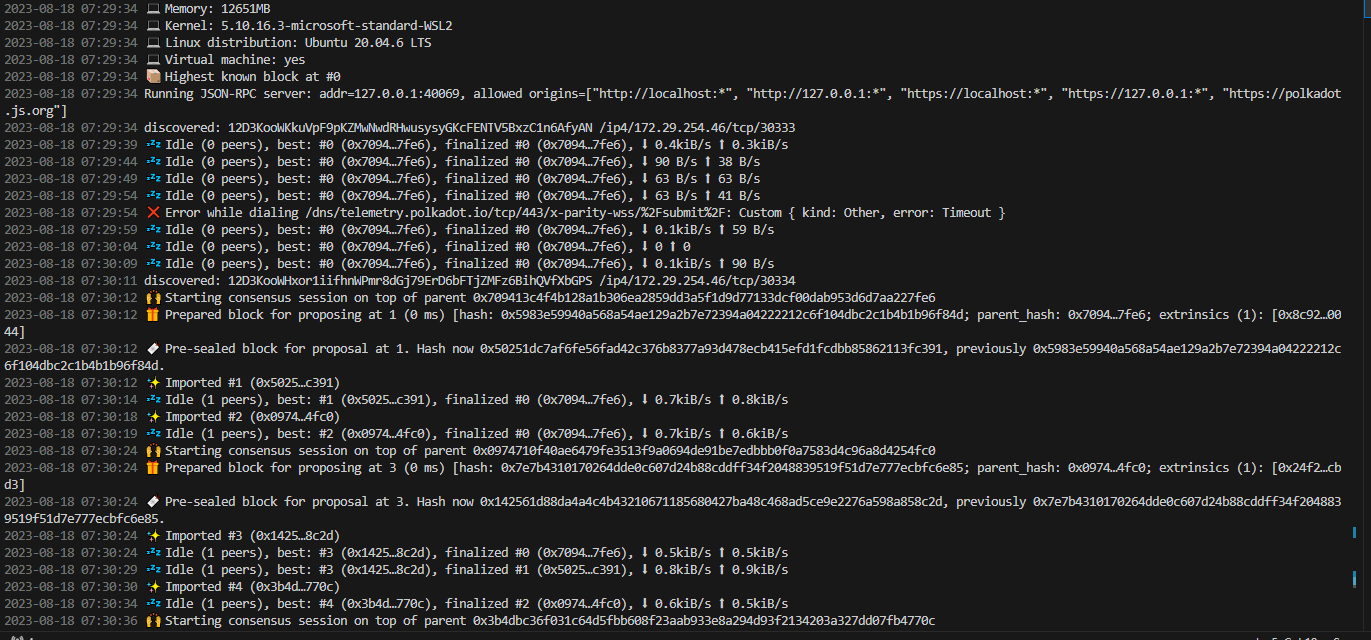 2023-08-18 07:29:34 💻 Memory: 12651MB
2023-08-18 07:29:34 💻 Kernel: 5.10.16.3-microsoft-standard-WSL2
2023-08-18 07:29:34 💻 Linux distribution: Ubuntu 20.04.6 LTS
2023-08-18 07:29:34 💻 Virtual machine: yes
2023-08-18 07:29:34 📦 Highest known block at #0
2023-08-18 07:29:34 Running JSON-RPC server: addr=127.0.0.1:40069, allowed origins=["http://localhost:*", "http://127.0.0.1:*", "https://localhost:*", "https://127.0.0.1:*", "https://polkadot
.js.org"]
2023-08-18 07:29:34 discovered: 12D3KooWKkuVpF9pKZMwNwdRHwusysyGKcFENTV5BxzC1n6AfyAN /ip4/172.29.254.46/tcp/30333
2023-08-18 07:29:39 💤 Idle (0 peers), best: #0 (0x7094…7fe6), finalized #0 (0x7094…7fe6), ⬇ 0.4kiB/s ⬆ 0.3kiB/s
2023-08-18 07:29:44 💤 Idle (0 peers), best: #0 (0x7094…7fe6), finalized #0 (0x7094…7fe6), ⬇ 90 B/s ⬆ 38 B/s
2023-08-18 07:29:49 💤 Idle (0 peers), best: #0 (0x7094…7fe6), finalized #0 (0x7094…7fe6), ⬇ 63 B/s ⬆ 63 B/s
2023-08-18 07:29:54 💤 Idle (0 peers), best: #0 (0x7094…7fe6), finalized #0 (0x7094…7fe6), ⬇ 63 B/s ⬆ 41 B/s
2023-08-18 07:29:54 ❌ Error while dialing /dns/telemetry.polkadot.io/tcp/443/x-parity-wss/%2Fsubmit%2F: Custom { kind: Other, error: Timeout }
2023-08-18 07:29:59 💤 Idle (0 peers), best: #0 (0x7094…7fe6), finalized #0 (0x7094…7fe6), ⬇ 0.1kiB/s ⬆ 59 B/s
2023-08-18 07:30:04 💤 Idle (0 peers), best: #0 (0x7094…7fe6), finalized #0 (0x7094…7fe6), ⬇ 0 ⬆ 0
2023-08-18 07:30:09 💤 Idle (0 peers), best: #0 (0x7094…7fe6), finalized #0 (0x7094…7fe6), ⬇ 0.1kiB/s ⬆ 90 B/s
2023-08-18 07:30:11 discovered: 12D3KooWHxor1iifhnWPmr8dGj79ErD6bFTjZMFz6BihQVfXbGPS /ip4/172.29.254.46/tcp/30334
2023-08-18 07:30:12 🙌 Starting consensus session on top of parent 0x709413c4f4b128a1b306ea2859dd3a5f1d9d77133dcf00dab953d6d7aa227fe6
2023-08-18 07:30:12 🎁 Prepared block for proposing at 1 (0 ms) [hash: 0x5983e59940a568a54ae129a2b7e72394a04222212c6f104dbc2c1b4b1b96f84d; parent_hash: 0x7094…7fe6; extrinsics (1): [0x8c92…00
44]
2023-08-18 07:30:12 🔖 Pre-sealed block for proposal at 1. Hash now 0x50251dc7af6fe56fad42c376b8377a93d478ecb415efd1fcdbb85862113fc391, previously 0x5983e59940a568a54ae129a2b7e72394a04222212c
6f104dbc2c1b4b1b96f84d.
2023-08-18 07:30:12 ✨ Imported #1 (0x5025…c391)
2023-08-18 07:30:14 💤 Idle (1 peers), best: #1 (0x5025…c391), finalized #0 (0x7094…7fe6), ⬇ 0.7kiB/s ⬆ 0.8kiB/s
2023-08-18 07:30:18 ✨ Imported #2 (0x0974…4fc0)
2023-08-18 07:30:19 💤 Idle (1 peers), best: #2 (0x0974…4fc0), finalized #0 (0x7094…7fe6), ⬇ 0.7kiB/s ⬆ 0.6kiB/s
2023-08-18 07:30:24 🙌 Starting consensus session on top of parent 0x0974710f40ae6479fe3513f9a0694de91be7edbbb0f0a7583d4c96a8d4254fc0
2023-08-18 07:30:24 🎁 Prepared block for proposing at 3 (0 ms) [hash: 0x7e7b4310170264dde0c607d24b88cddff34f2048839519f51d7e777ecbfc6e85; parent_hash: 0x0974…4fc0; extrinsics (1): [0x24f2…cb
d3]
2023-08-18 07:30:24 🔖 Pre-sealed block for proposal at 3. Hash now 0x142561d88da4a4c4b43210671185680427ba48c468ad5ce9e2276a598a858c2d, previously 0x7e7b4310170264dde0c607d24b88cddff34f204883
9519f51d7e777ecbfc6e85.
2023-08-18 07:30:24 ✨ Imported #3 (0x1425…8c2d)
2023-08-18 07:30:24 💤 Idle (1 peers), best: #3 (0x1425…8c2d), finalized #0 (0x7094…7fe6), ⬇ 0.5kiB/s ⬆ 0.5kiB/s
2023-08-18 07:30:29 💤 Idle (1 peers), best: #3 (0x1425…8c2d), finalized #1 (0x5025…c391), ⬇ 0.8kiB/s ⬆ 0.9kiB/s
2023-08-18 07:30:30 ✨ Imported #4 (0x3b4d…770c)
2023-08-18 07:30:34 💤 Idle (1 peers), best: #4 (0x3b4d…770c), finalized #2 (0x0974…4fc0), ⬇ 0.6kiB/s ⬆ 0.5kiB/s
2023-08-18 07:30:36 🙌 Starting consensus session on top of parent 0x3b4dbc36f031c64d5fbb608f23aab933e8a294d93f2134203a327dd07fb4770c